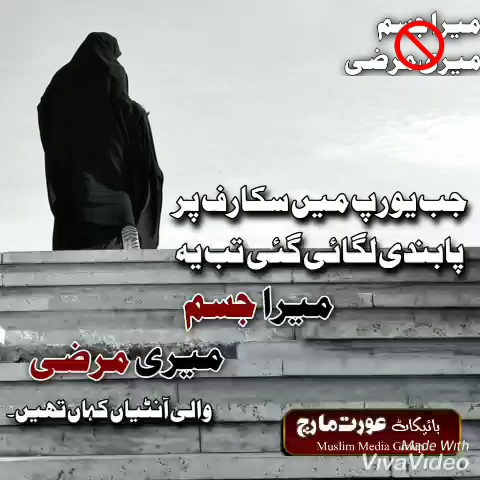 میرا جسم
میری مرضی
جب یورپ میں سکارف پر
پابندی لگائی گئی تب یہ
میرا جسم
میری مرضی
والی آنٹیاں کہاں تھیں۔
بائیکاٹ عورت مارچ
Muslim Media Group
Made With
VivaVideo